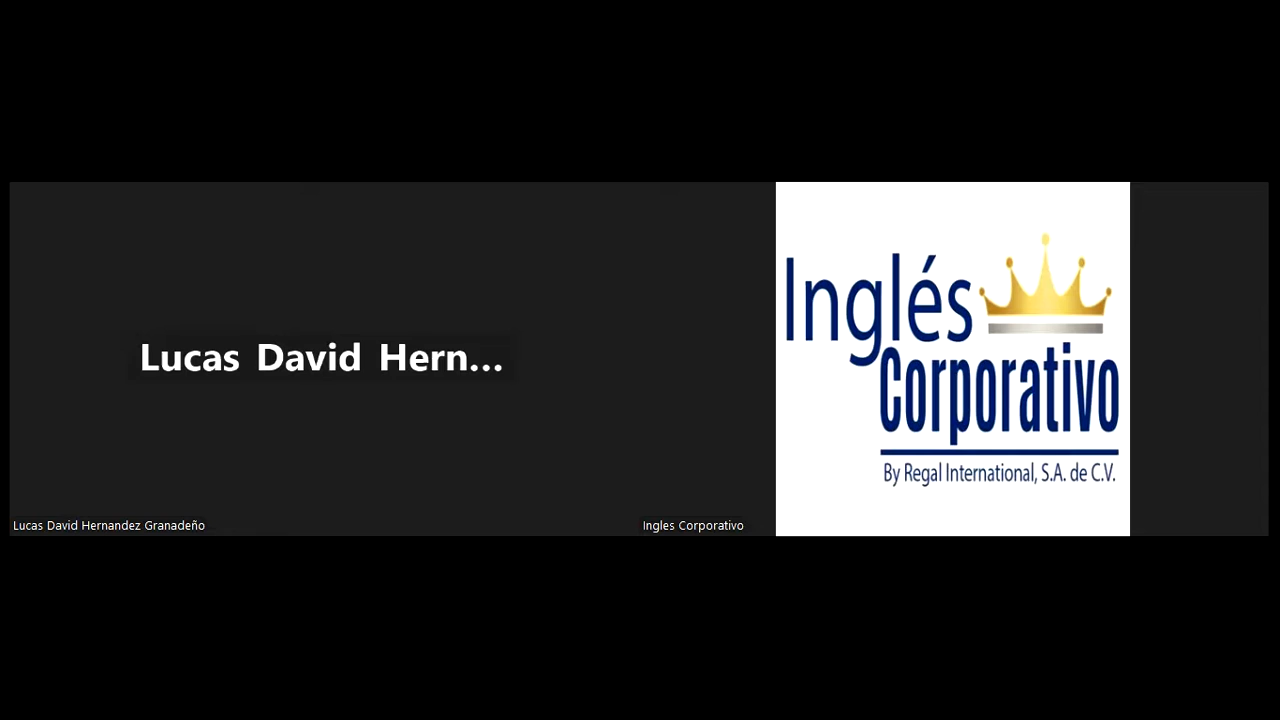 Lucas David Hern...
Lucas David Hernandez Granadeño
Inglés
Corporativo
By Regal International, S.A. de C.V.
Ingles Corporativo